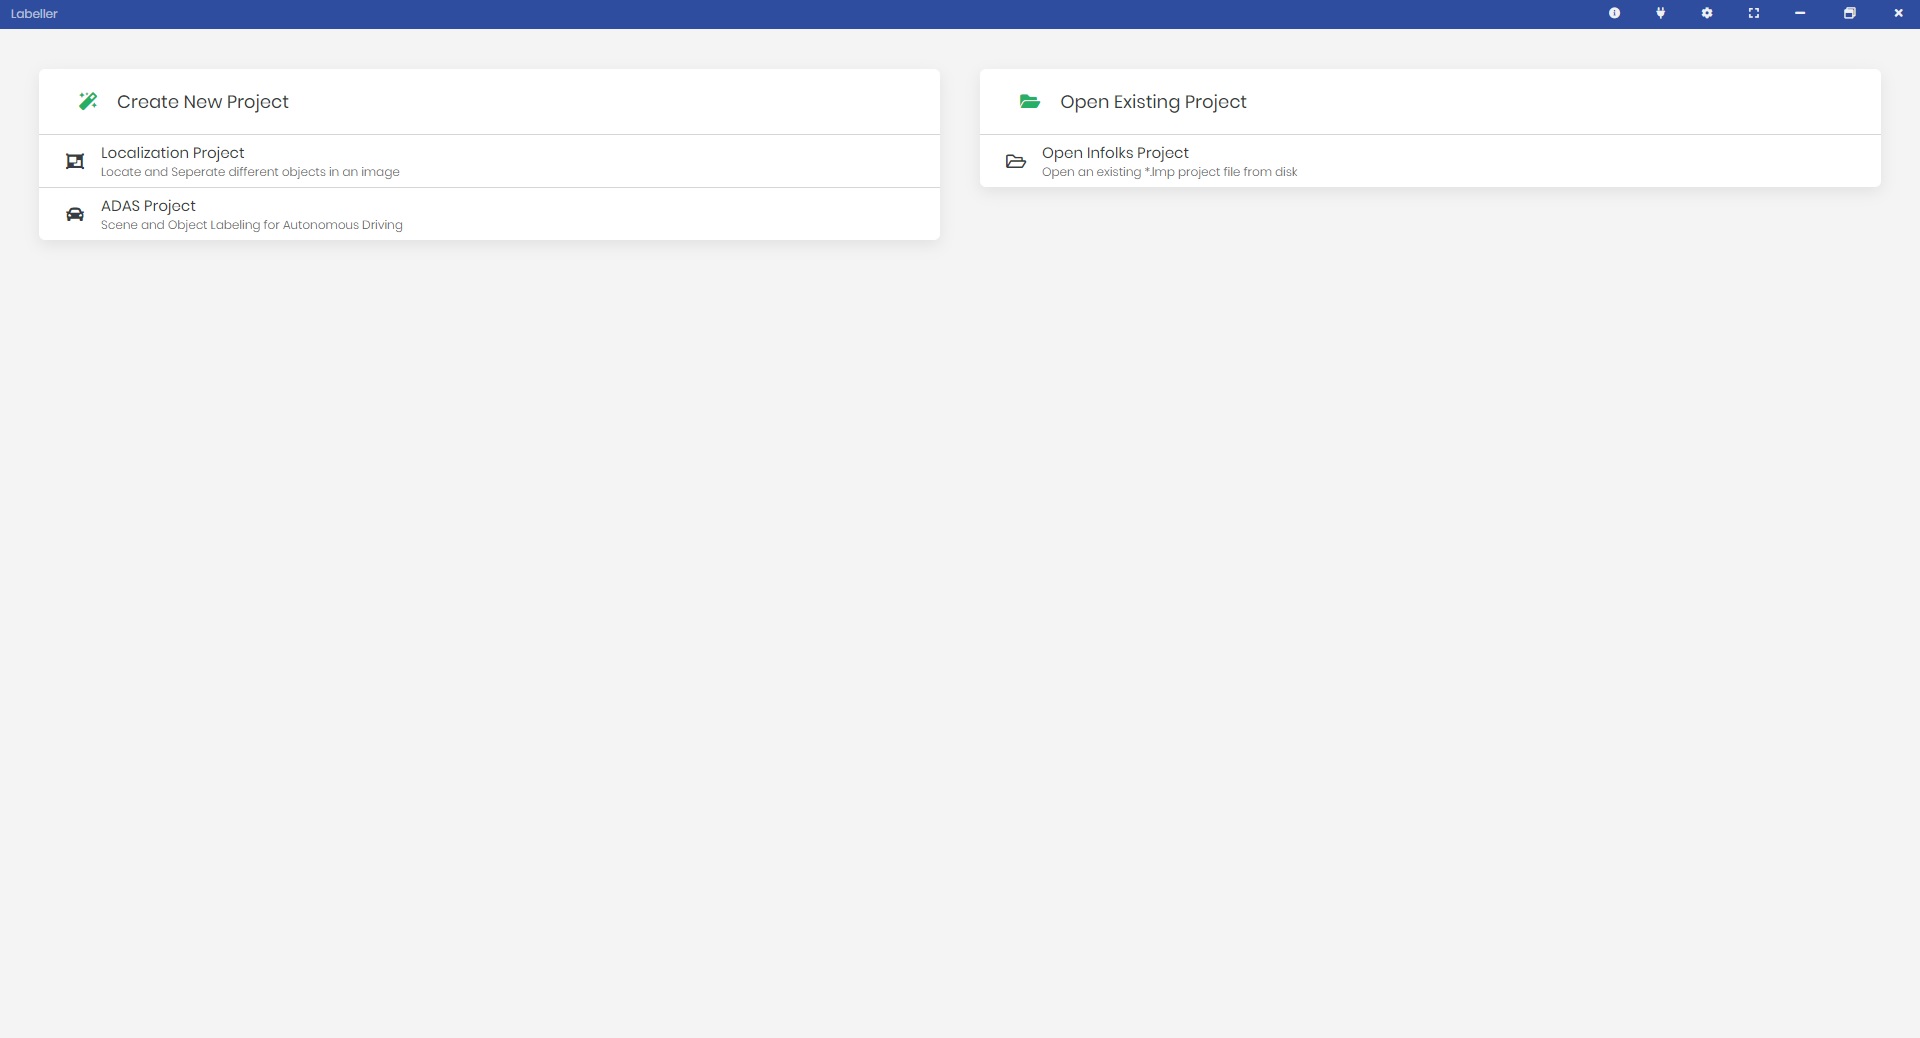 Labeller
Create New Project
Localization Project
Locate and Seperate different objects in an image
ADAS Project
Scene and Object Labeling for Autonomous Driving
Open Existing Project
Open Infolks Project
Open an existing *.lmp project file from disk